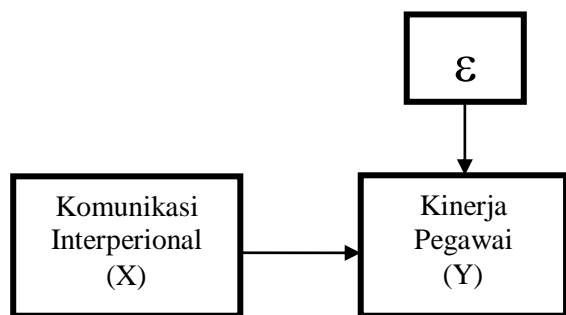 ε
Komunikasi
Interperional
(X)
Kinerja
Pegawai
(Y)